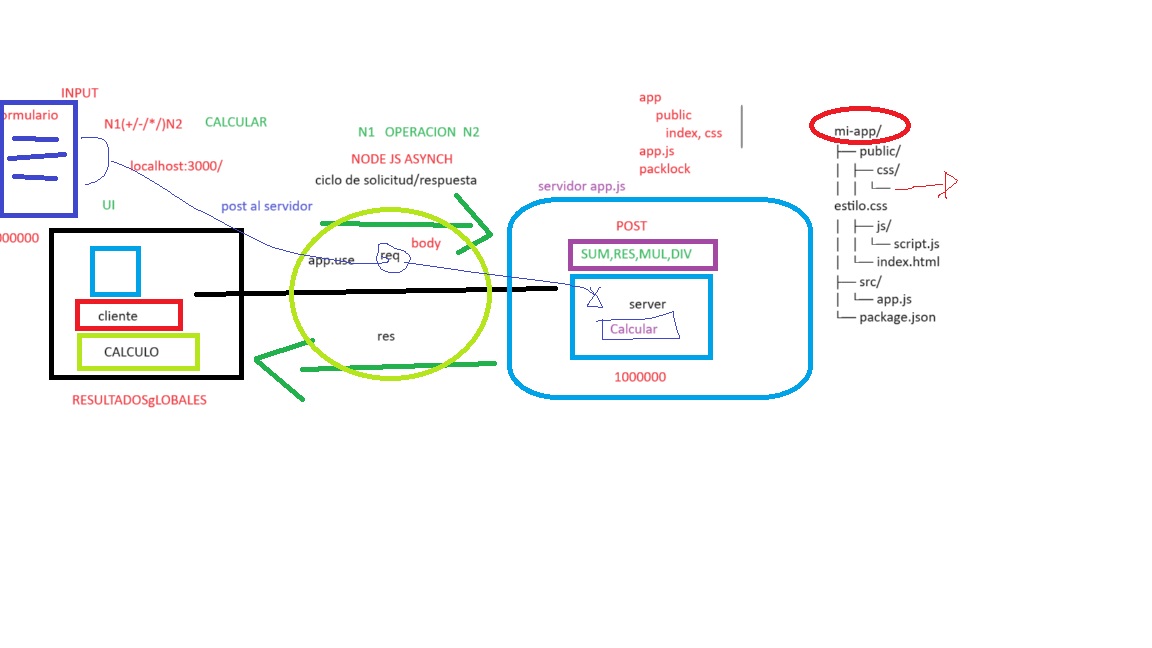 INPUT
ormulario
N1(+/-/*/)N2
CALCULAR
localhost:3000/
UI
000000
N1 OPERACION N2
NODE JS ASYNCH
ciclo de solicitud/respuesta
post al servidor
cliente
CALCULO
RESULTADOSgLOBALES
app.use
req
body
res
app
public
index, css
app.js
packlock
servidor app.js
POST
SUM,RES,MUL,DIV
server
Calcular
1000000
mi-app/
├─ public/
│ ├─ css/
│ │ └─
estilo.css
│ ├─ js/
│ │ └─ script.js
│ └─ index.html
├─ src/
│ └─ app.js
└─ package.json